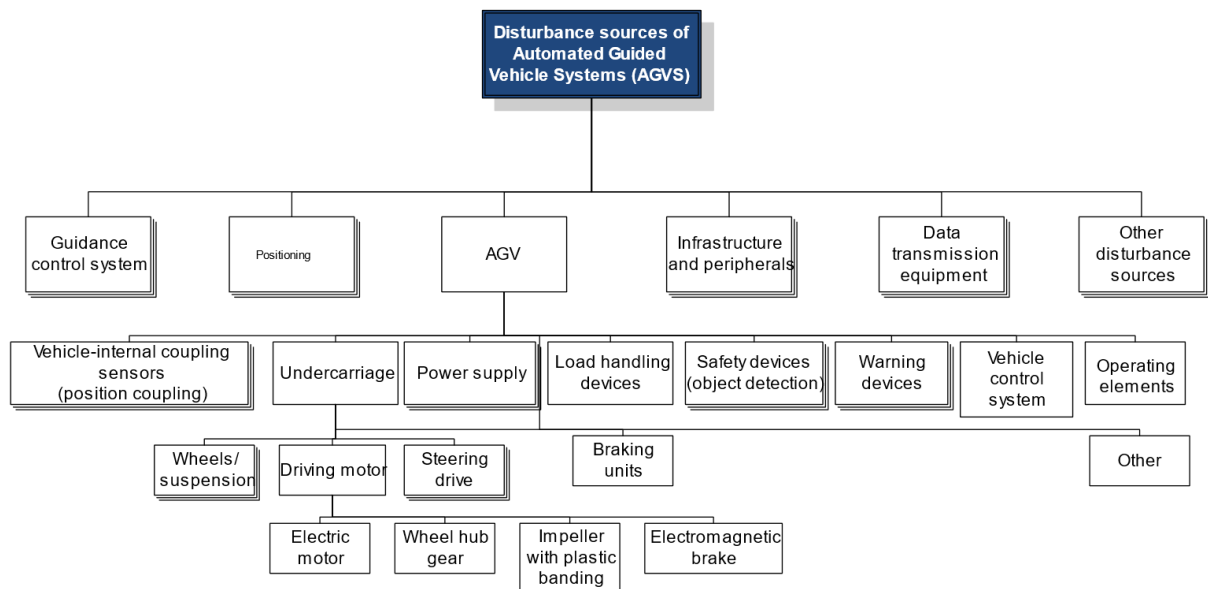 Disturbance sources of
Automated Guided
Vehicle Systems (AGVS)
Guidance
control system
Positioning
AGV
Infrastructure
and peripherals
Data
transmission
equipment
Other
disturbance
sources
Vehicle-internal coupling
sensors
(position coupling)
Undercarriage
Power supply
Load handling
devices
Safety devices
(object detection)
Warning
devices
Vehicle
control
system
Operating
elements
Wheels/
suspension
Driving motor
Steering
drive
Braking
units
Other
Electric
motor
Wheel hub
gear
Impeller
with plastic
banding
Electromagnetic
brake